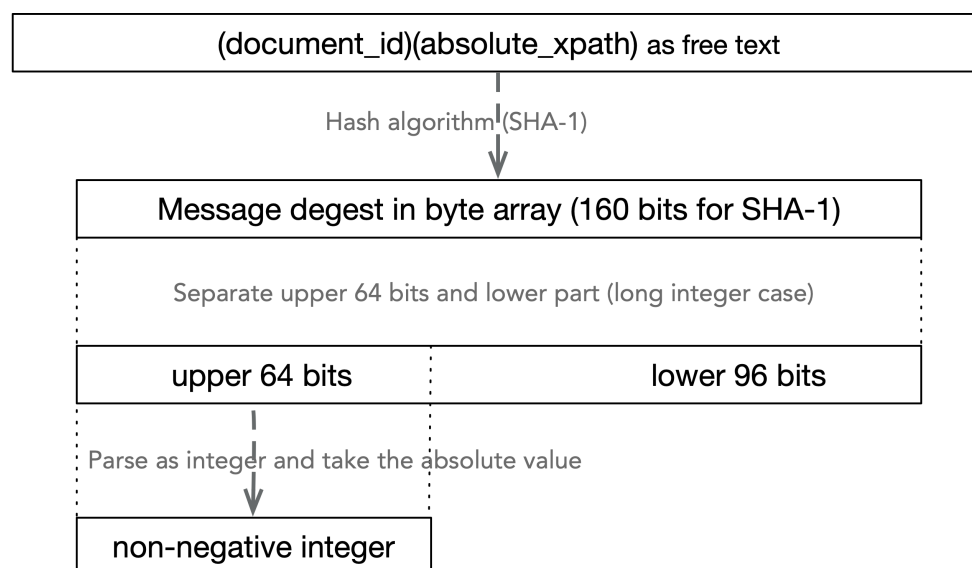 (document_id)(absolute_xpath) as free text
Hash algorithm (SHA-1)
Message degest in byte array (160 bits for SHA-1)
Separate upper 64 bits and lower part (long integer case)
upper 64 bits
lower 96 bits
Parse as integer and take the absolute value
non-negative integer